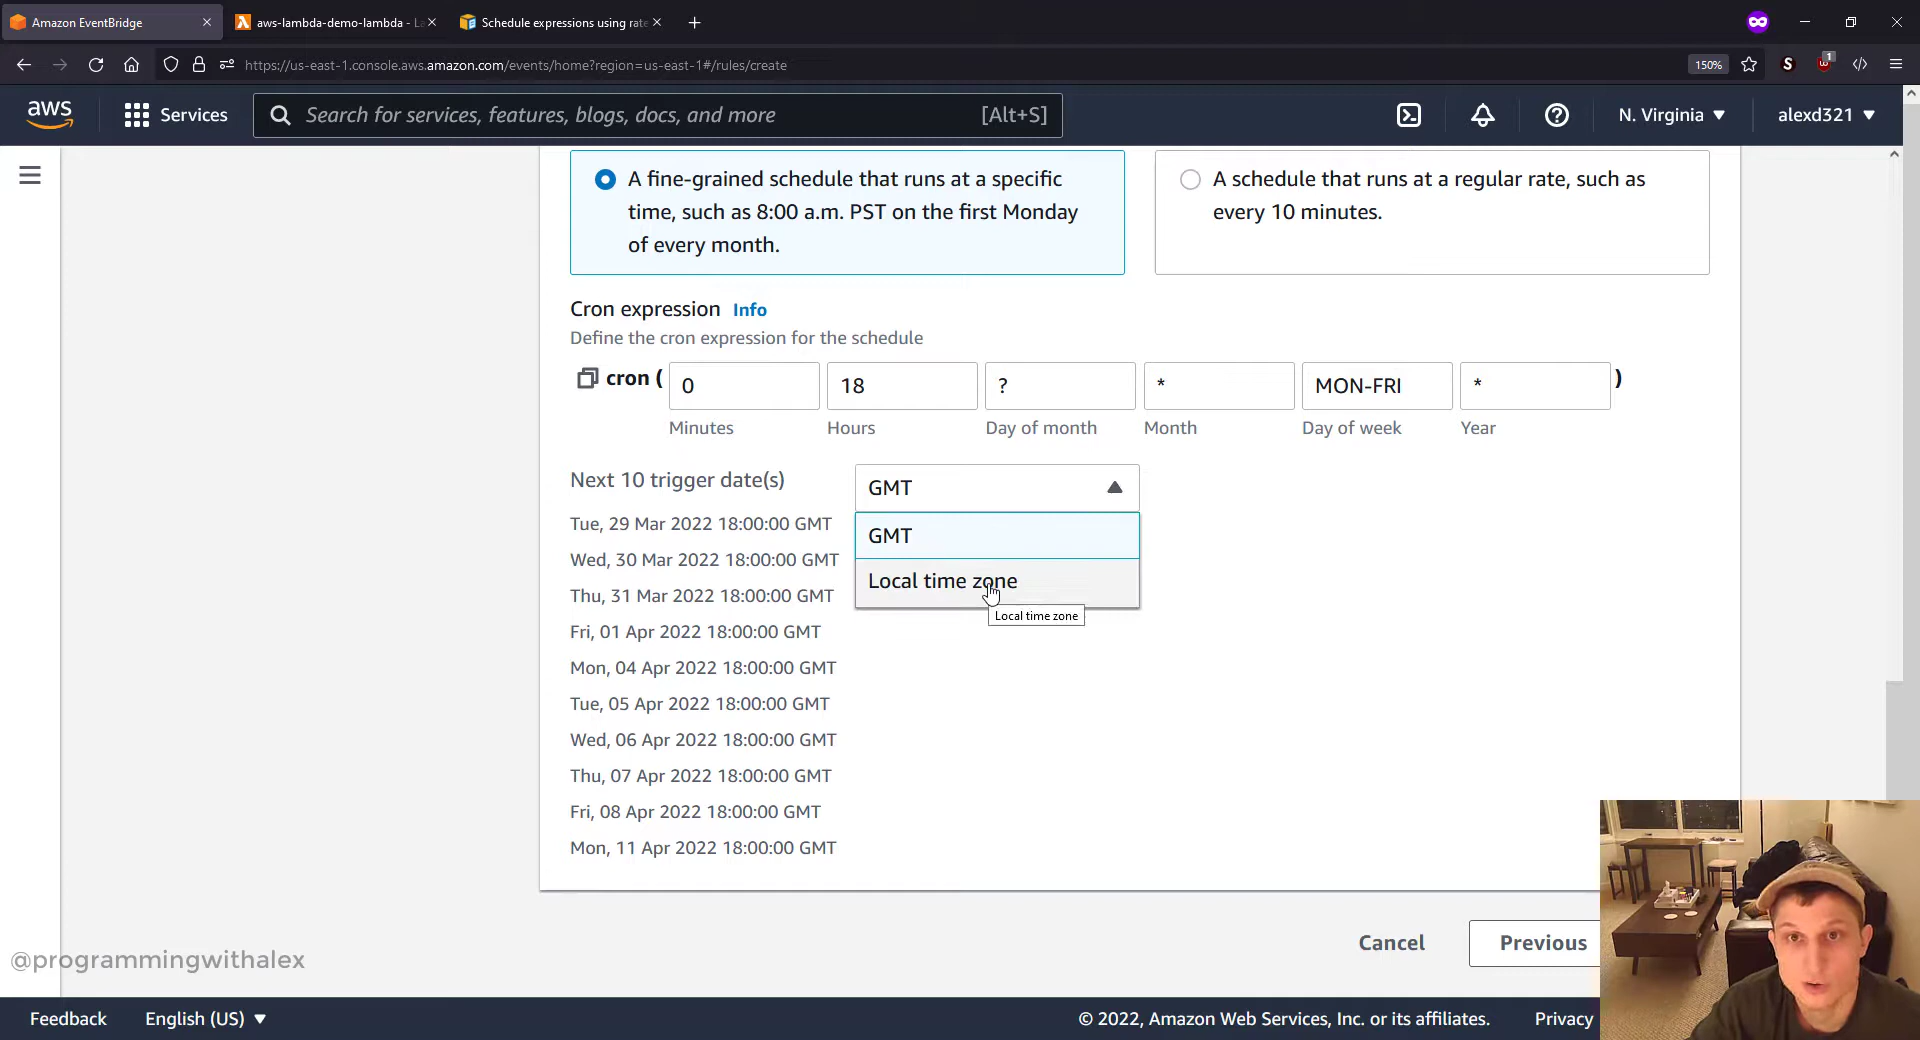 Amazon EventBridge
aws-lambda-demo-lambda - La
Schedule expressions using rate
https://us-east-1.console.aws.amazon.com/events/home?region=us-east-1#/rules/create
150%
1
aws
Services
Search for services, features, blogs, docs, and more
[Alt+S]
N. Virginia
alexd321
A fine-grained schedule that runs at a specific
time, such as 8:00 a.m. PST on the first Monday
of every month.
A schedule that runs at a regular rate, such as
every 10 minutes.
Cron expression Info
Define the cron expression for the schedule
cron ( 0 18 ? * MON-FRI * )
Minutes Hours Day of month Month Day of week Year
Next 10 trigger date(s)
GMT
GMT
Local time zone
Local time zone
Tue, 29 Mar 2022 18:00:00 GMT
Wed, 30 Mar 2022 18:00:00 GMT
Thu, 31 Mar 2022 18:00:00 GMT
Fri, 01 Apr 2022 18:00:00 GMT
Mon, 04 Apr 2022 18:00:00 GMT
Tue, 05 Apr 2022 18:00:00 GMT
Wed, 06 Apr 2022 18:00:00 GMT
Thu, 07 Apr 2022 18:00:00 GMT
Fri, 08 Apr 2022 18:00:00 GMT
Mon, 11 Apr 2022 18:00:00 GMT
Cancel
Previous
@programmingwithalex
Feedback
English (US)
© 2022, Amazon Web Services, Inc. or its affiliates.
Privacy